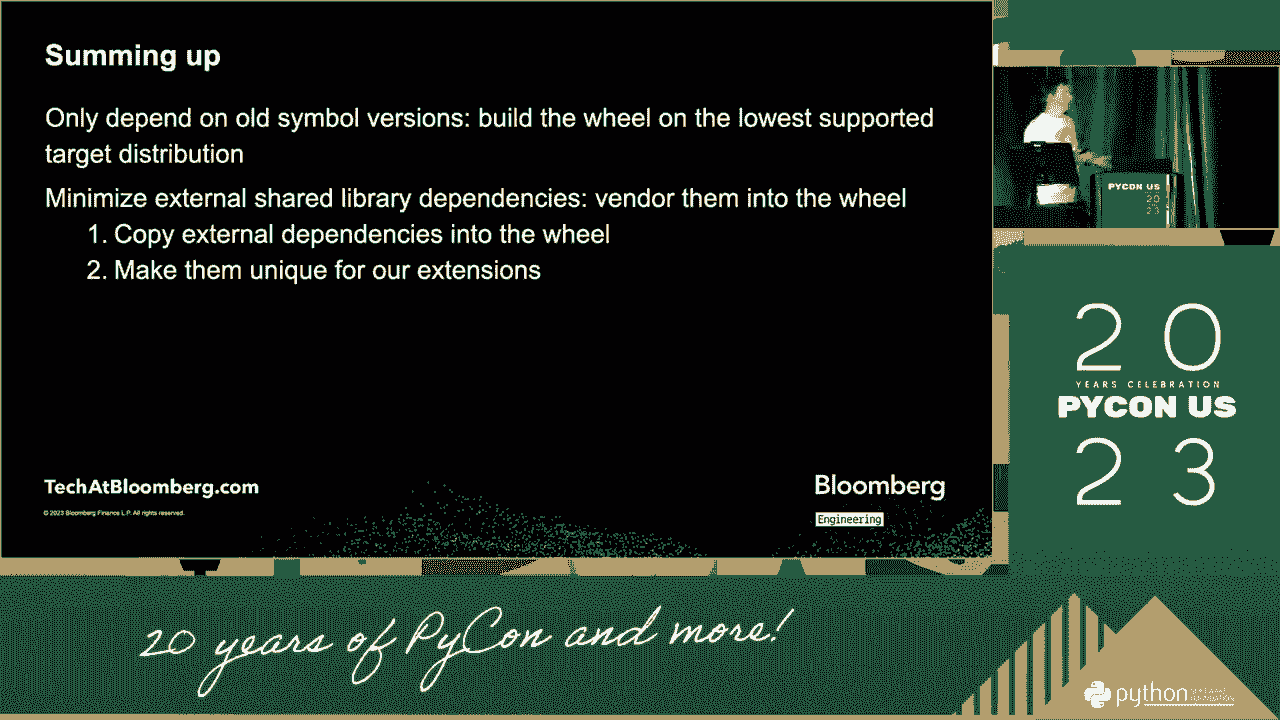 Summing up
Only depend on old symbol versions: build the wheel on the lowest supported
target distribution
Minimize external shared library dependencies: vendor them into the wheel
1. Copy external dependencies into the wheel
2. Make them unique for our extensions
TechAtBloomberg.com
© 2023 Bloomberg Finance L.P. All rights reserved.
Bloomberg
Engineering
PYCON US
20
23
20
YEARS CELEBRATION
PYCON US
23
20 years of PyCon and more!
python